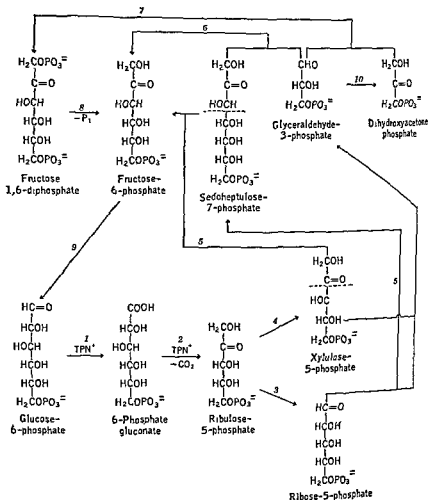 7
6
H₂COPO₃=
C=O
HOCH
HCOH
HCOH
H₂COPO₃=
Fructose
1,6-diphosphate
8
−P₁
H₂COH
C=O
HOCH
HCOH
HCOH
H₂COPO₃=
Fructose-
6-phosphate
H₂COH
C=O
HOCH
HCOH
HCOH
HCOH
H₂COPO₃=
Sedoheptulose-
7-phosphate
CHO
HCOH
H₂COPO₃=
Glyceraldehyde-
3-phosphate
10
H₂COH
C=O
H₂COPO₃=
Dihydroxyacetone
phosphate
9
5
5
HC=O
HCOH
HOCH
HCOH
HCOH
H₂COPO₃=
Glucose-
6-phosphate
1
TPN⁺
COOH
HCOH
HOCH
HCOH
HCOH
H₂COPO₃=
6-Phosphate
gluconate
2
TPN⁺
−CO₂
H₂COH
C=O
HCOH
HCOH
H₂COPO₃=
Ribulose-
5-phosphate
4
3
H₂COH
C=O
HOC
HCOH
H₂COPO₃=
Xylulose-
5-phosphate
HC=O
HCOH
HCOH
HCOH
H₂COPO₃=
Ribose-5-phosphate